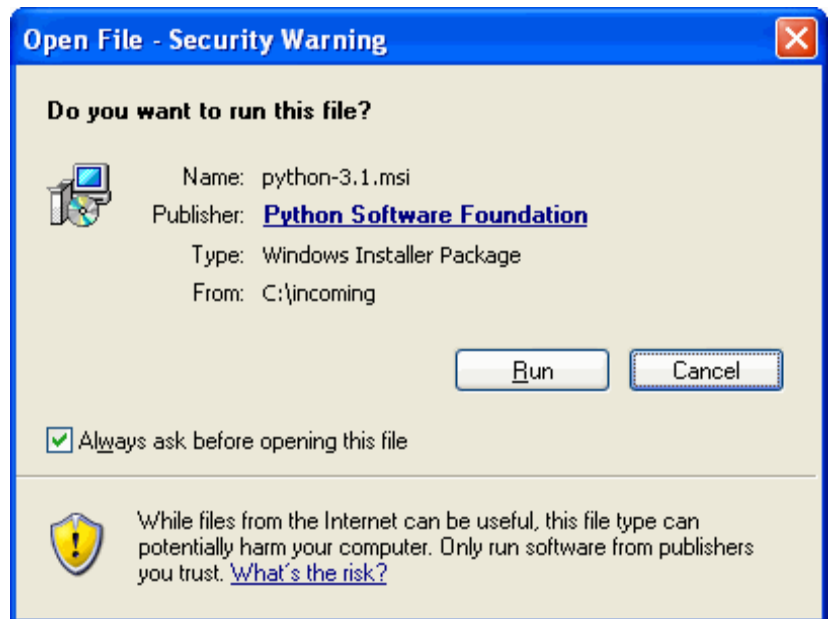 Open File - Security Warning
Do you want to run this file?
Name: python-3.1.msi
Publisher: Python Software Foundation
Type: Windows Installer Package
From: C:\incoming
Run Cancel
Always ask before opening this file
While files from the Internet can be useful, this file type can
potentially harm your computer. Only run software from publishers
you trust. What's the risk?